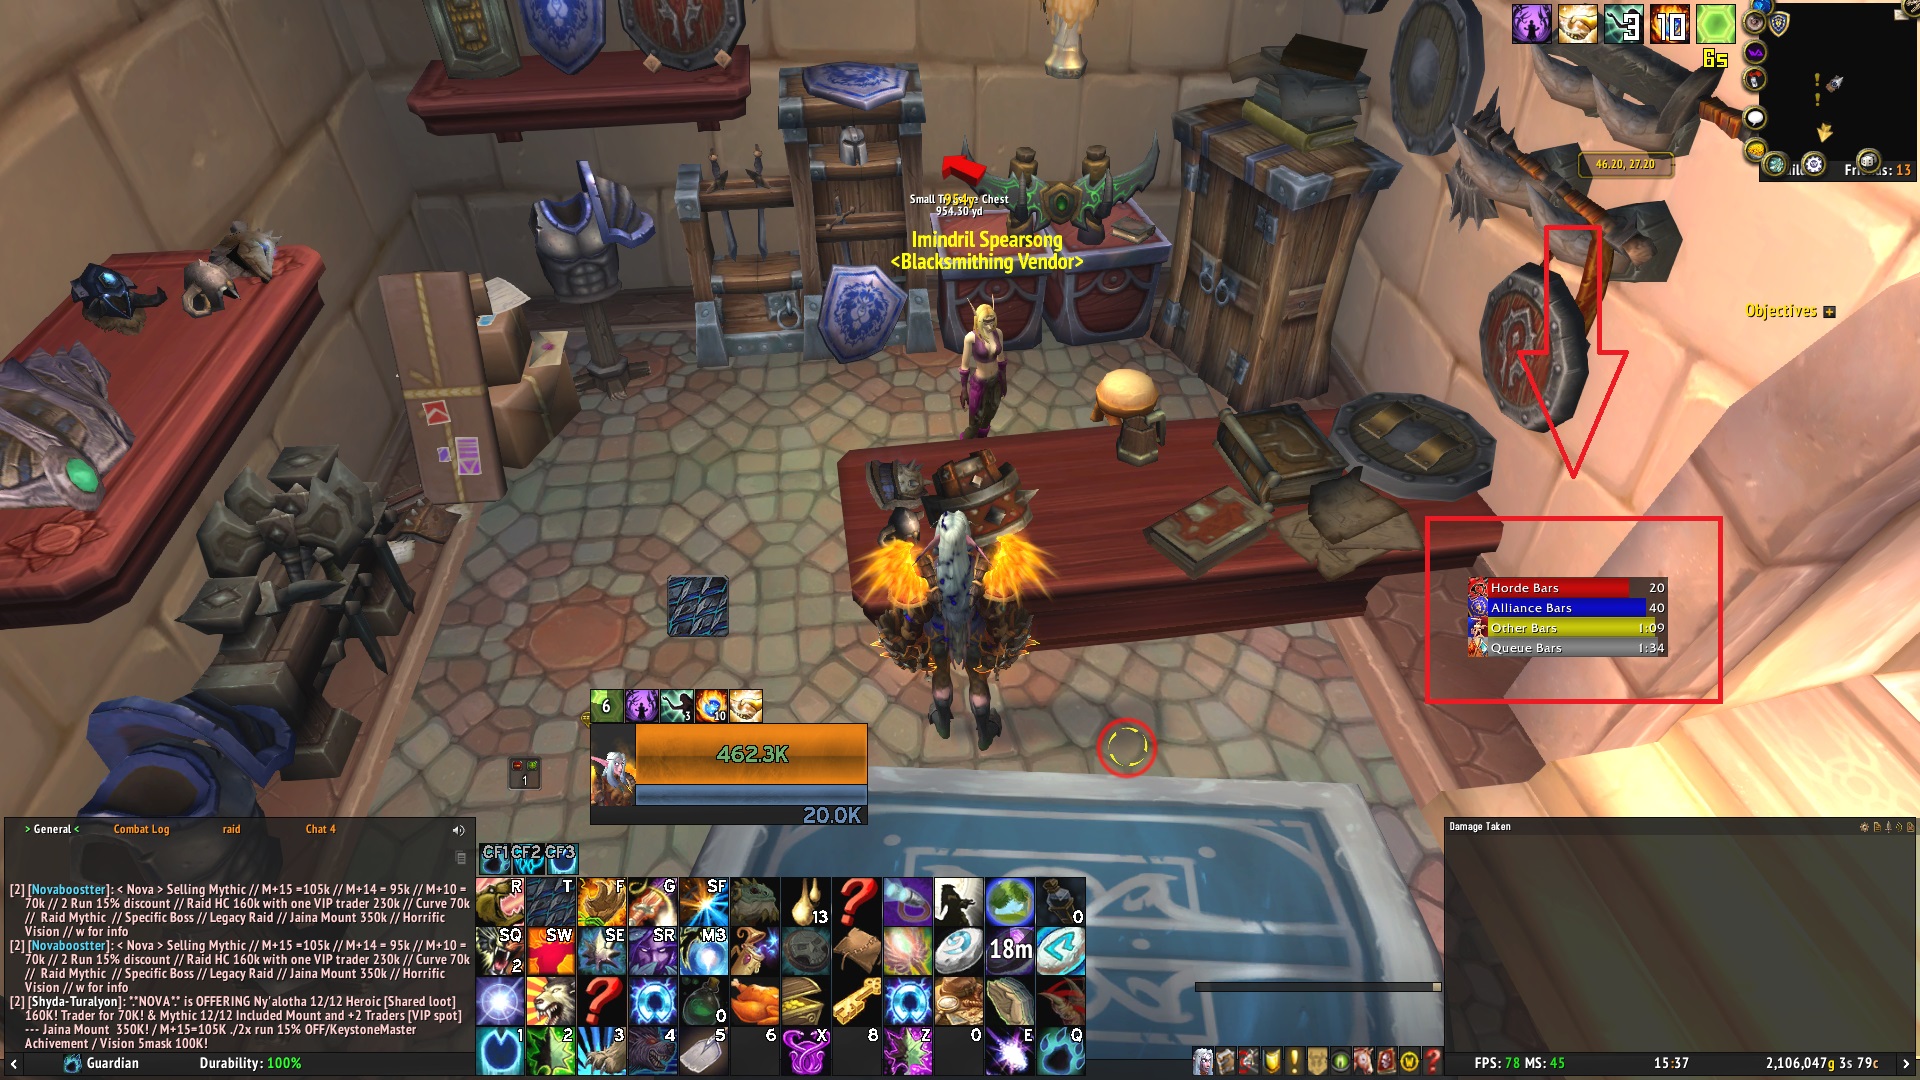 3
10
6s
46.20, 27.20
13
Objectives
Small Tr
e Chest
954.30 yd
Imindril Spearsong
<Blacksmithing Vendor>
Horde Bars 20
Alliance Bars 40
Other Bars 1:09
Queue Bars 1:34
6
3
10
462.3K
20.0K
1
> General < Combat Log raid Chat 4
[2] [Novaboostter]: < Nova > Selling Mythic // M+15 =105k // M+14 = 95k // M+10 =
70k // 2 Run 15% discount // Raid HC 160k with one VIP trader 230k // Curve 70k
// Raid Mythic // Specific Boss // Legacy Raid // Jaina Mount 350k // Horrific
Vision // w for info
[2] [Novaboostter]: < Nova > Selling Mythic // M+15 =105k // M+14 = 95k // M+10 =
70k // 2 Run 15% discount // Raid HC 160k with one VIP trader 230k // Curve 70k
// Raid Mythic // Specific Boss // Legacy Raid // Jaina Mount 350k // Horrific
Vision // w for info
[2] [Shyda-Turalyon]: "."NOVA"." is OFFERING Ny'alotha 12/12 Heroic [Shared loot]
160K! Trader for 70K! & Mythic 12/12 Included Mount and +2 Traders [VIP spot]
--- Jaina Mount 350K! / M+15=105K ./2x run 15% OFF/KeystoneMaster
Achivement / Vision 5mask 100K!
Guardian Durability: 100%
CF1 CF2 CF3
R T F G SF 13 0
SQ 2 SW SE SR M3 18m
0
1 2 3 4 5 6 X 8 Z 0 E Q
Damage Taken
FPS: 78 MS: 45 15:37 2,106,047g 3s 79c